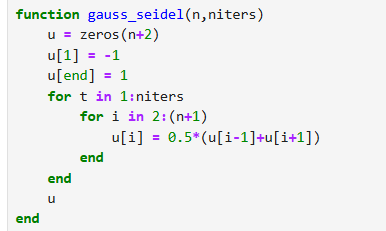 function gauss_seidel(n,niters)
    u = zeros(n+2)
    u[1] = -1
    u[end] = 1
    for t in 1:niters
        for i in 2:(n+1)
            u[i] = 0.5*(u[i-1]+u[i+1])
        end
    end
    u
end